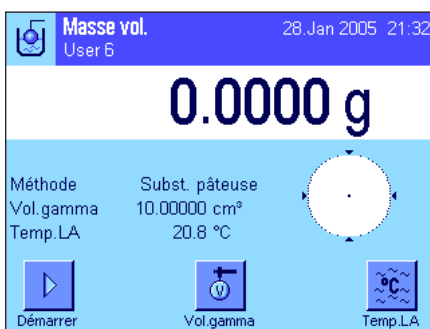 Masse vol.
28.Jan 2005 21:32
User 6
0.0000 g
Méthode Subst. pâteuse
Vol.gamma 10.00000 cm³
Temp.LA 20.8 °C
V
°C
Démarrer Vol.gamma Temp.LA